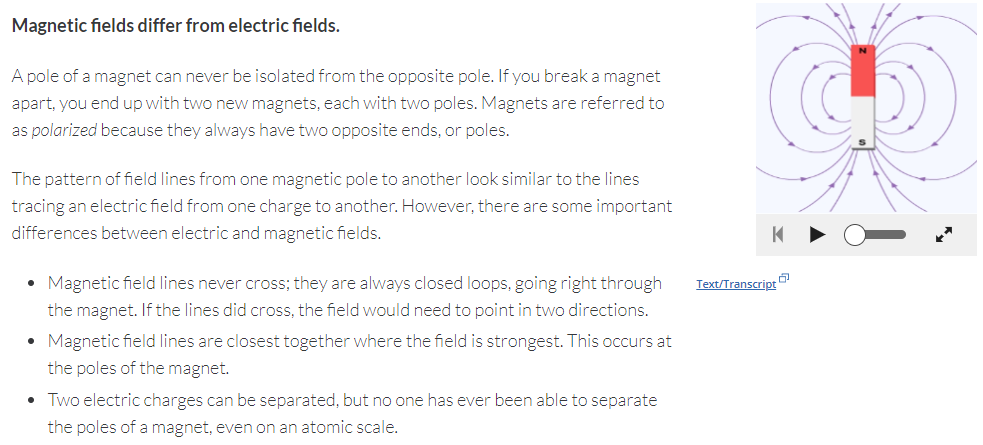 Magnetic fields differ from electric fields.
A pole of a magnet can never be isolated from the opposite pole. If you break a magnet
apart, you end up with two new magnets, each with two poles. Magnets are referred to
as polarized because they always have two opposite ends, or poles.
N
S
The pattern of field lines from one magnetic pole to another look similar to the lines
tracing an electric field from one charge to another. However, there are some important
differences between electric and magnetic fields.
Magnetic field lines never cross; they are always closed loops, going right through
the magnet. If the lines did cross, the field would need to point in two directions.
Magnetic field lines are closest together where the field is strongest. This occurs at
the poles of the magnet.
Two electric charges can be separated, but no one has ever been able to separate
the poles of a magnet, even on an atomic scale.
Text/Transcript